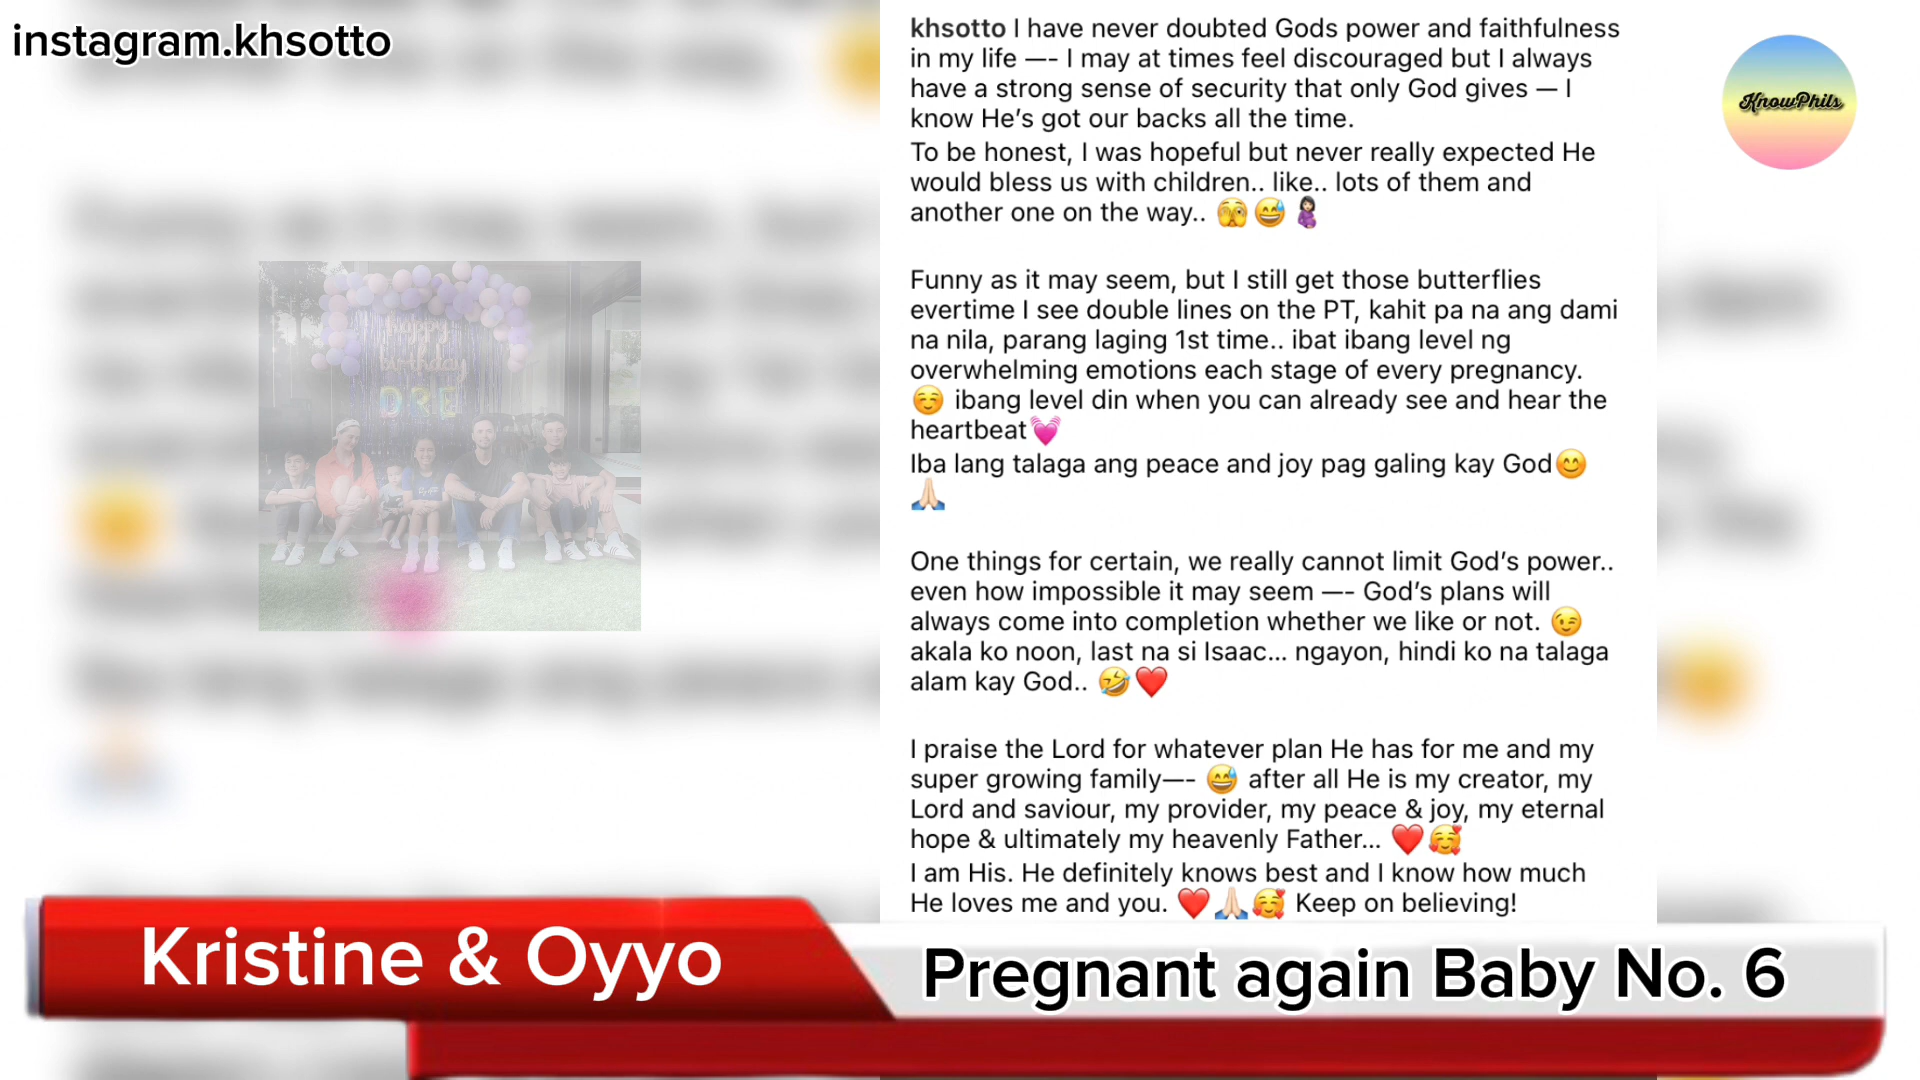 instagram.khsotto
khsotto I have never doubted Gods power and faithfulness
in my life —- I may at times feel discouraged but I always
have a strong sense of security that only God gives — I
know He’s got our backs all the time.
To be honest, I was hopeful but never really expected He
would bless us with children.. like.. lots of them and
another one on the way.. 🫣😅🤰🏻
Funny as it may seem, but I still get those butterflies
evertime I see double lines on the PT, kahit pa na ang dami
na nila, parang laging 1st time.. ibat ibang level ng
overwhelming emotions each stage of every pregnancy.
☺️ ibang level din when you can already see and hear the
heartbeat💓
Iba lang talaga ang peace and joy pag galing kay God😊
🙏🏻
One things for certain, we really cannot limit God’s power..
even how impossible it may seem —- God’s plans will
always come into completion whether we like or not. 😉
akala ko noon, last na si Isaac... ngayon, hindi ko na talaga
alam kay God.. 🤣❤️
I praise the Lord for whatever plan He has for me and my
super growing family—- 😅 after all He is my creator, my
Lord and saviour, my provider, my peace & joy, my eternal
hope & ultimately my heavenly Father... ❤️🥰
I am His. He definitely knows best and I know how much
He loves me and you. ❤️🙏🏻🥰 Keep on believing!
KnowPhils
happy
birthday
DRE
Kristine & Oyyo
Pregnant again Baby No. 6